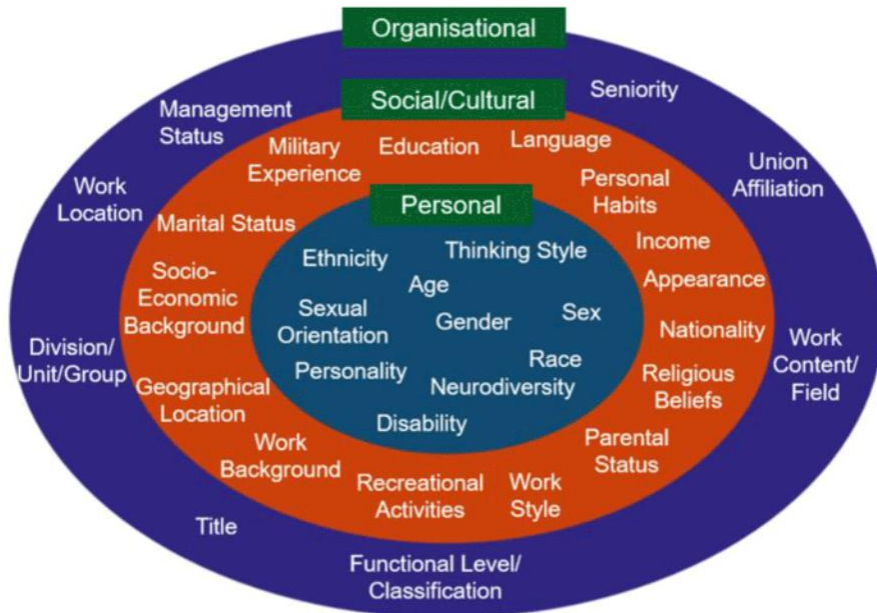 Organisational
Seniority
Management
Status
Union
Affiliation
Work
Location
Work
Content/
Field
Division/
Unit/Group
Title
Functional Level/
Classification
Social/Cultural
Military
Experience
Education
Language
Personal
Habits
Marital Status
Income
Socio-
Economic
Background
Appearance
Nationality
Geographical
Location
Religious
Beliefs
Work
Background
Parental
Status
Recreational
Activities
Work
Style
Personal
Ethnicity
Thinking Style
Age
Sexual
Orientation
Gender
Sex
Race
Personality
Neurodiversity
Disability